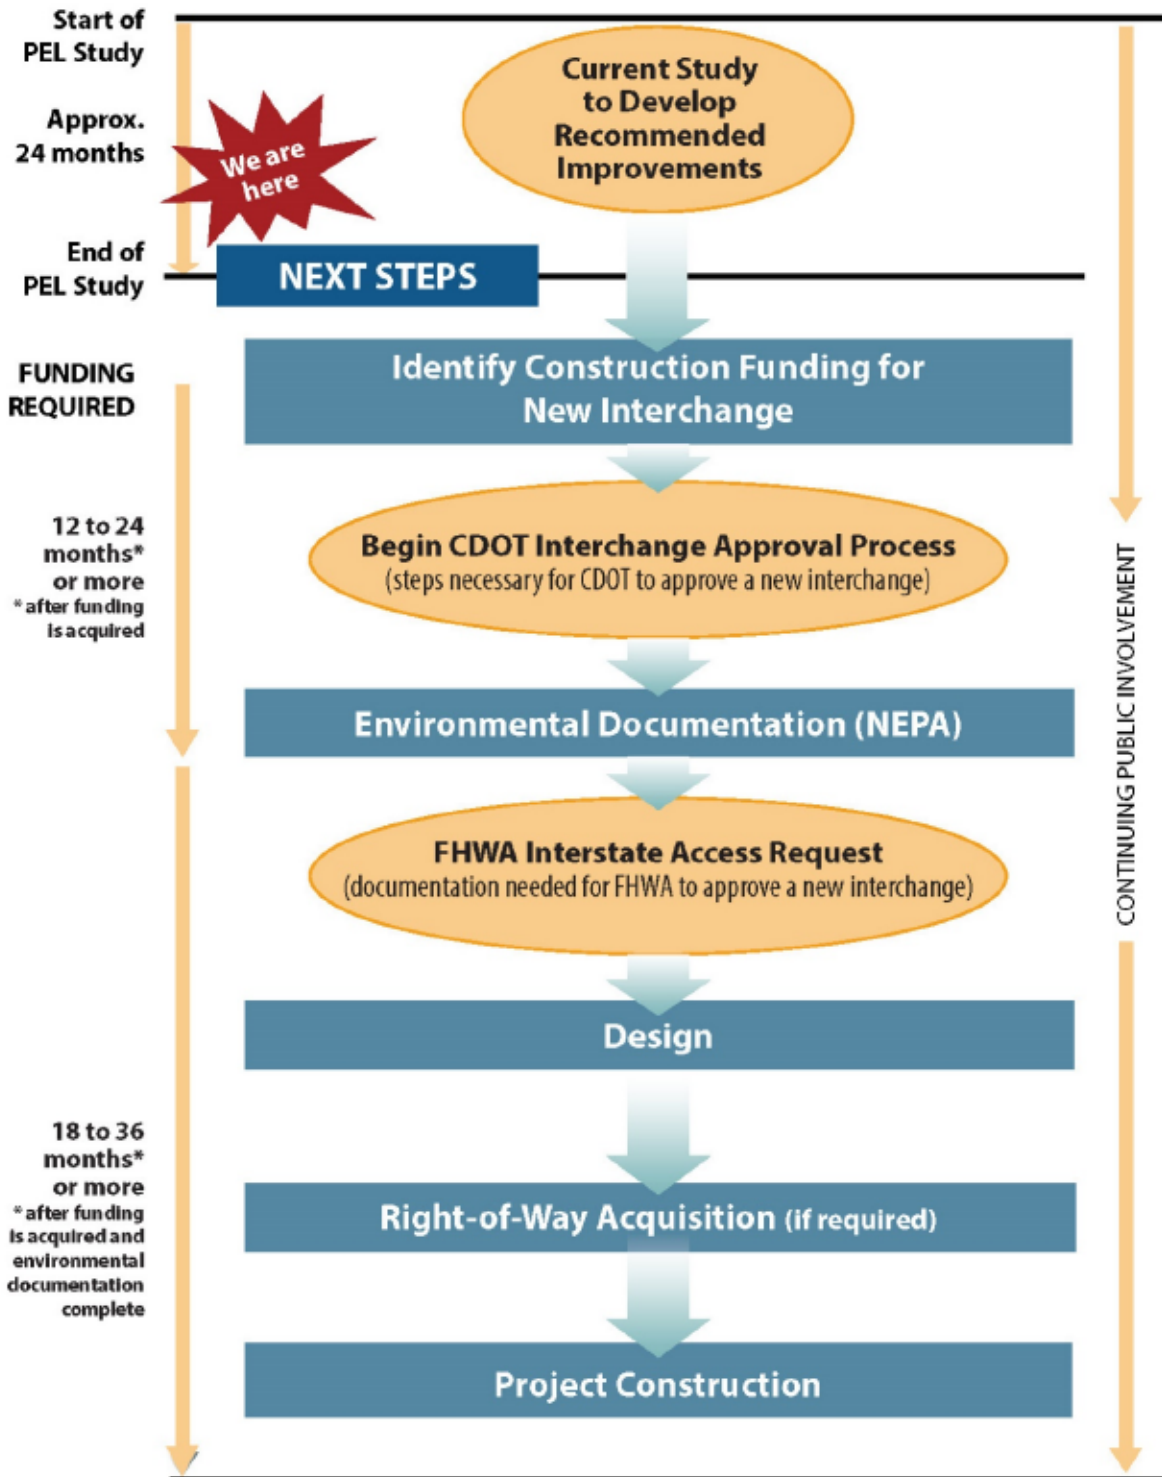 Start of
PEL Study
Current Study
to Develop
Recommended
Improvements
Approx.
24 months
We are
here
End of
PEL Study
NEXT STEPS
FUNDING
REQUIRED
Identify Construction Funding for
New Interchange
12 to 24
months*
or more
*after funding
is acquired
Begin CDOT Interchange Approval Process
(steps necessary for CDOT to approve a new interchange)
Environmental Documentation (NEPA)
FHWA Interstate Access Request
(documentation needed for FHWA to approve a new interchange)
CONTINUING PUBLIC INVOLVEMENT
Design
18 to 36
months*
or more
*after funding
is acquired and
environmental
documentation
complete
Right-of-Way Acquisition (if required)
Project Construction